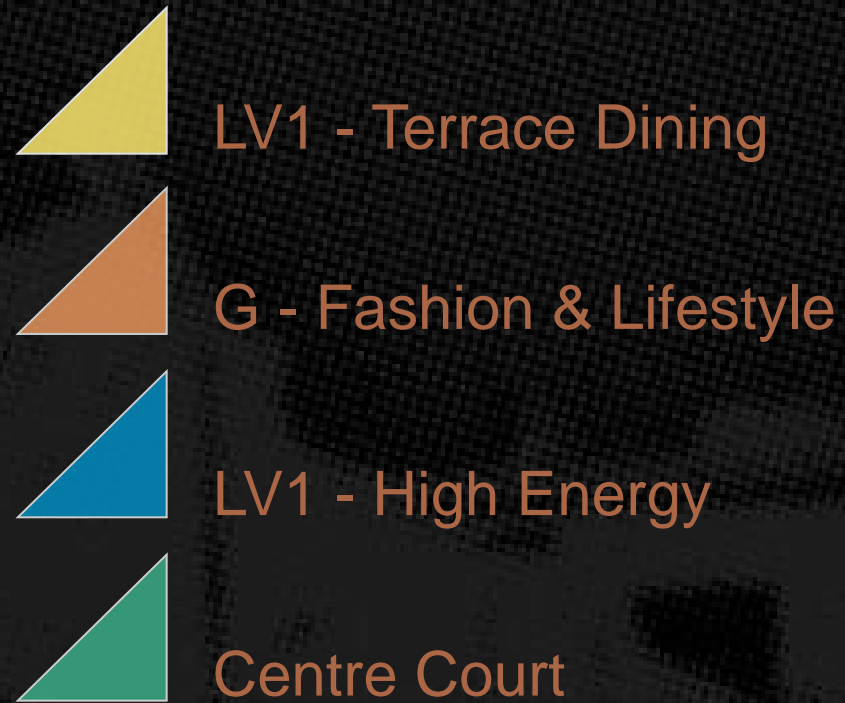 LV1 - Terrace Dining
G - Fashion & Lifestyle
LV1 - High Energy
Centre Court